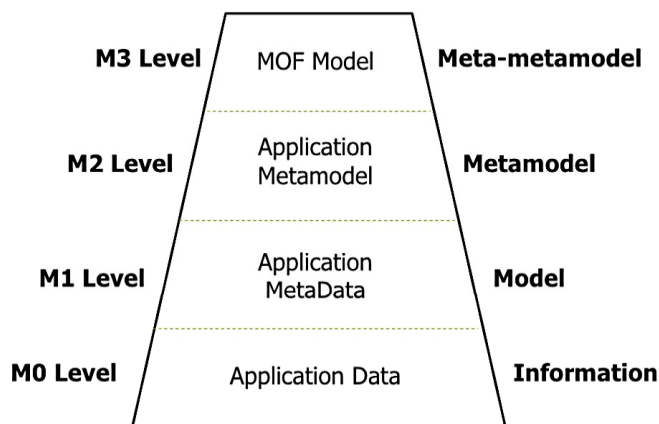 M3 Level MOF Model Meta-metamodel
M2 Level Application Metamodel Metamodel
M1 Level Application MetaData Model
M0 Level Application Data Information